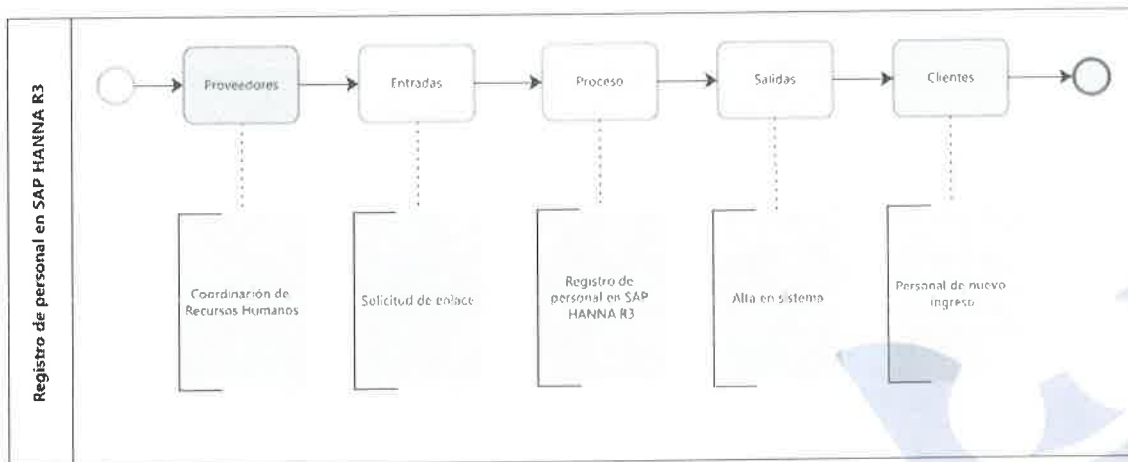 Registro de personal en SAP HANNA R3
Proveedores
Entradas
Proceso
Salidas
Clientes
Coordinación de
Recursos Humanos
Solicitud de enlace
Registro de
personal en SAP
HANNA R3
Alta en sistema
Personal de nuevo
ingreso